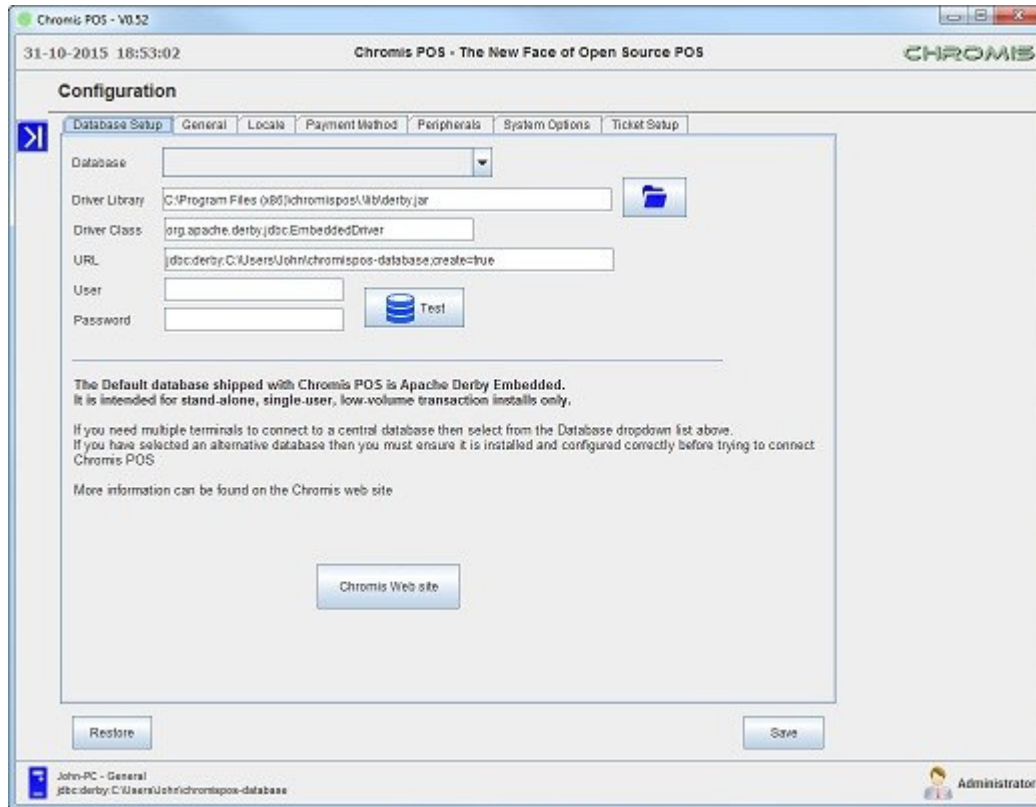 Chromis POS - V0.52
31-10-2015 18:53:02
Chromis POS - The New Face of Open Source POS
CHROMIS
Configuration
Database Setup
General
Locale
Payment Method
Peripherals
System Options
Ticket Setup
Database
Driver Library
C:\Program Files (x86)\chromispos\.\lib\derby.jar
Driver Class
org.apache.derby.jdbc.EmbeddedDriver
URL
jdbc:derby:C:\Users\John\chromispos-database;create=true
User
Password
Test
The Default database shipped with Chromis POS is Apache Derby Embedded.
It is intended for stand-alone, single-user, low-volume transaction installs only.
If you need multiple terminals to connect to a central database then select from the Database dropdown list above.
If you have selected an alternative database then you must ensure it is installed and configured correctly before trying to connect
Chromis POS
More information can be found on the Chromis web site
Chromis Web site
Restore
Save
John-PC - General
jdbc:derby:C:\Users\John\chromispos-database
Administrator